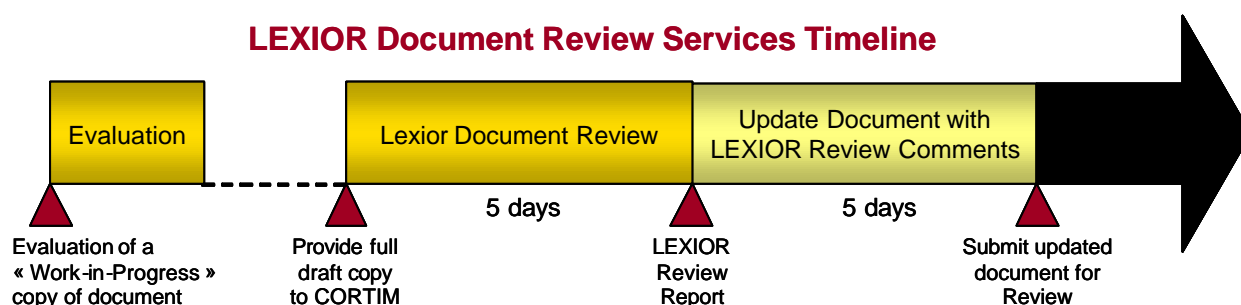 LEXIOR Document Review Services Timeline
Evaluation
Lexior Document Review
Update Document with
LEXIOR Review Comments
5 days
5 days
Evaluation of a
« Work-in-Progress »
copy of document
Provide full
draft copy
to CORTIM
LEXIOR
Review
Report
Submit updated
document for
Review